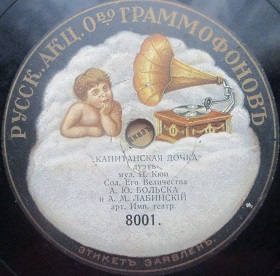 РУССК. АКЦ. О-ВО ГРАММОФОНОВЪ
„КАПИТАНСКАЯ ДОЧКА“
дуэтъ
муз. Ц. Кюи
Сол. Его Величества
А. Ю. БОЛЬСКА
и А. М. ЛАБИНСКІЙ
арт. Имп. театр.
8001.
ЭТИКЕТЪ ЗАЯВЛЕНЪ.